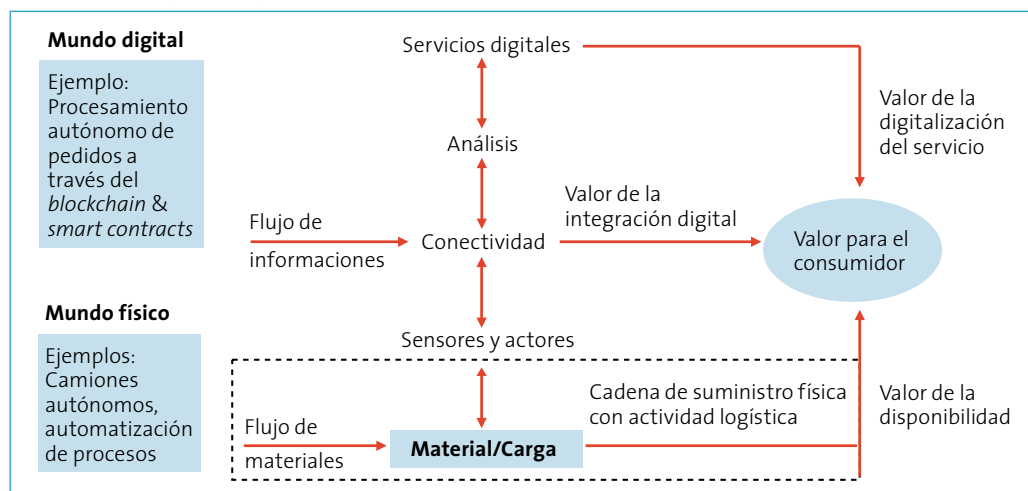 Mundo digital
Ejemplo:
Procesamiento
autónomo de
pedidos a
través del
blockchain &
smart contracts
Mundo físico
Ejemplos:
Camiones
autónomos,
automatización
de procesos
Servicios digitales
Análisis
Flujo de
informaciones
Conectividad
Valor de la
integración digital
Valor de la
digitalización
del servicio
Valor para el
consumidor
Sensores y actores
Flujo de
materiales
Material/Carga
Cadena de suministro física
con actividad logística
Valor de la
disponibilidad